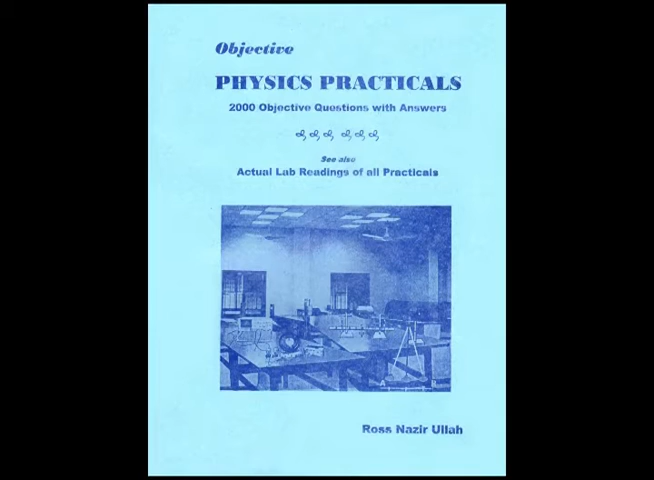 Objective
PHYSICS PRACTICALS
2000 Objective Questions with Answers
See also
Actual Lab Readings of all Practicals
A B
Ross Nazir Ullah